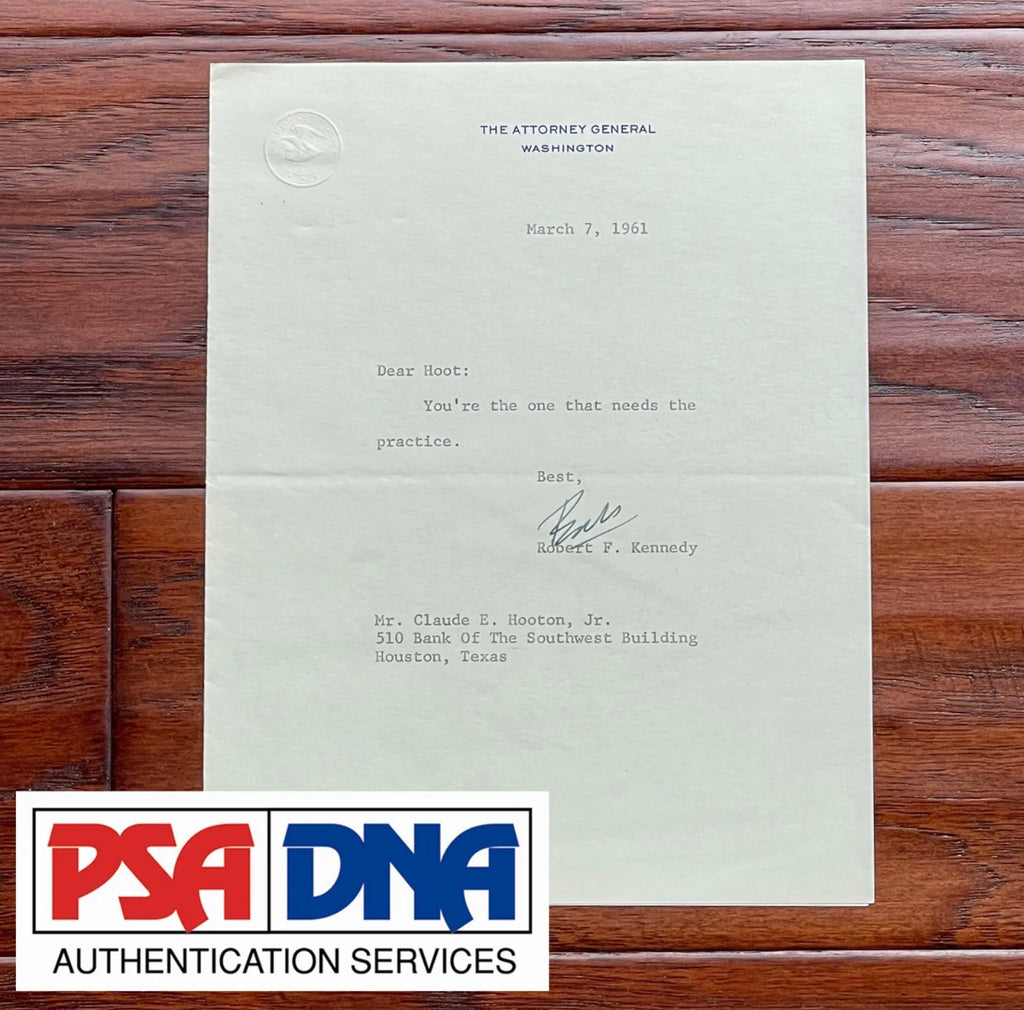 THE ATTORNEY GENERAL
WASHINGTON
March 7, 1961
Dear Hoot:
You're the one that needs the
practice.
Best,
Robert F. Kennedy
Mr. Claude E. Hooton, Jr.
510 Bank Of The Southwest Building
Houston, Texas
PSA DNA
AUTHENTICATION SERVICES